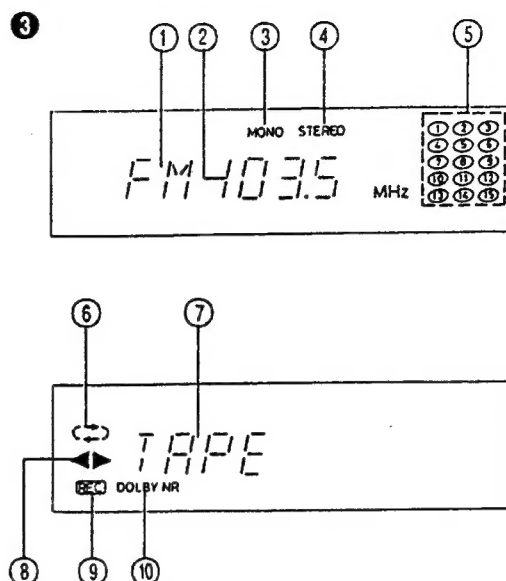 3
1 2 3 4 5
MONO STEREO
FM 103.5 MHz
1 2 3
4 5 6
7 8 9
10 11 12
13 14 15
6 7
TAPE
REC DOLBY NR
8 9 10